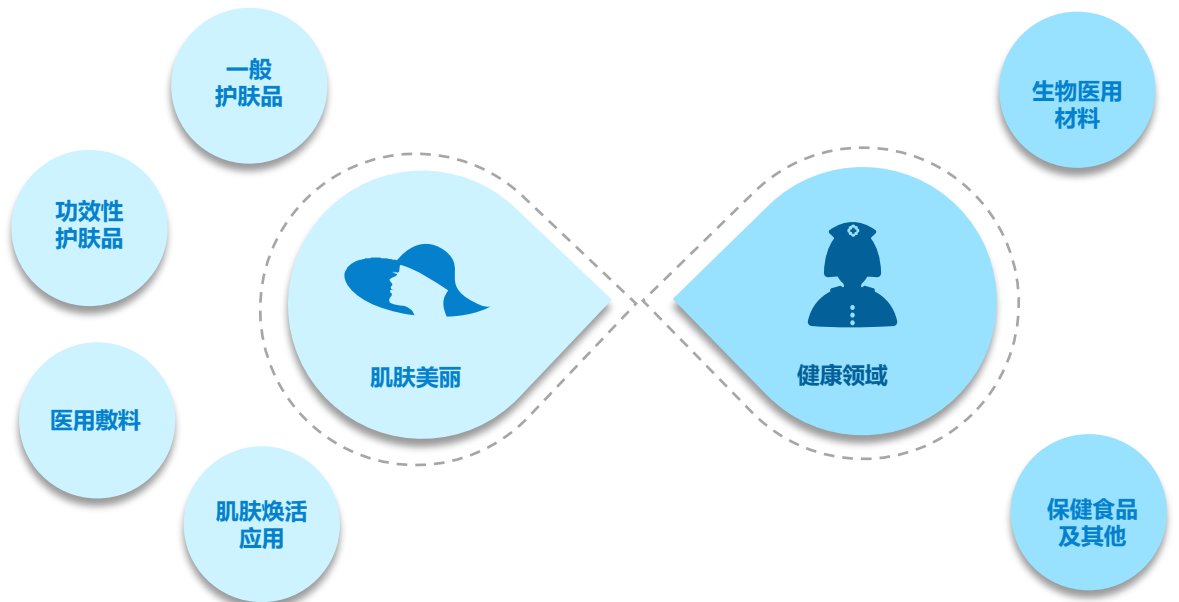 一般
护肤品
功效性
护肤品
医用敷料
肌肤焕活
应用
肌肤美丽
健康领域
生物医用
材料
保健食品
及其他